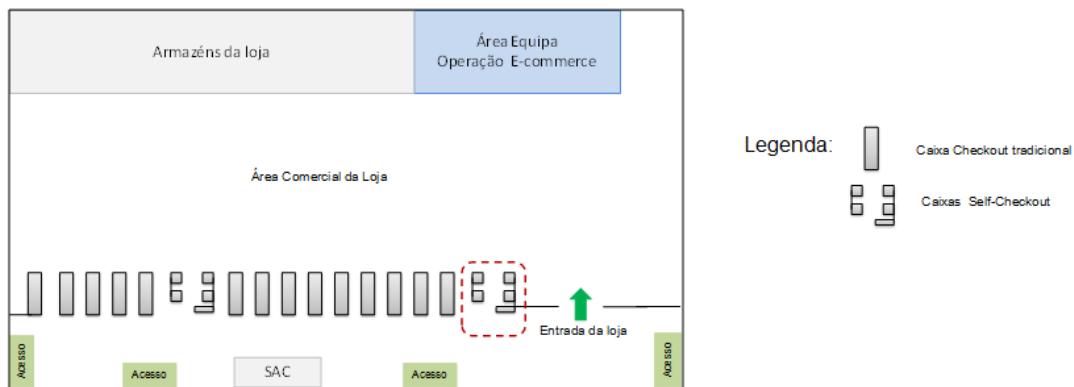 Armazéns da loja
Área Equipa
Operação E-commerce
Área Comercial da Loja
Entrada da loja
Acesso
Acesso
SAC
Acesso
Acesso
Legenda:
Caixa Checkout tradicional
Caixas Self-Checkout